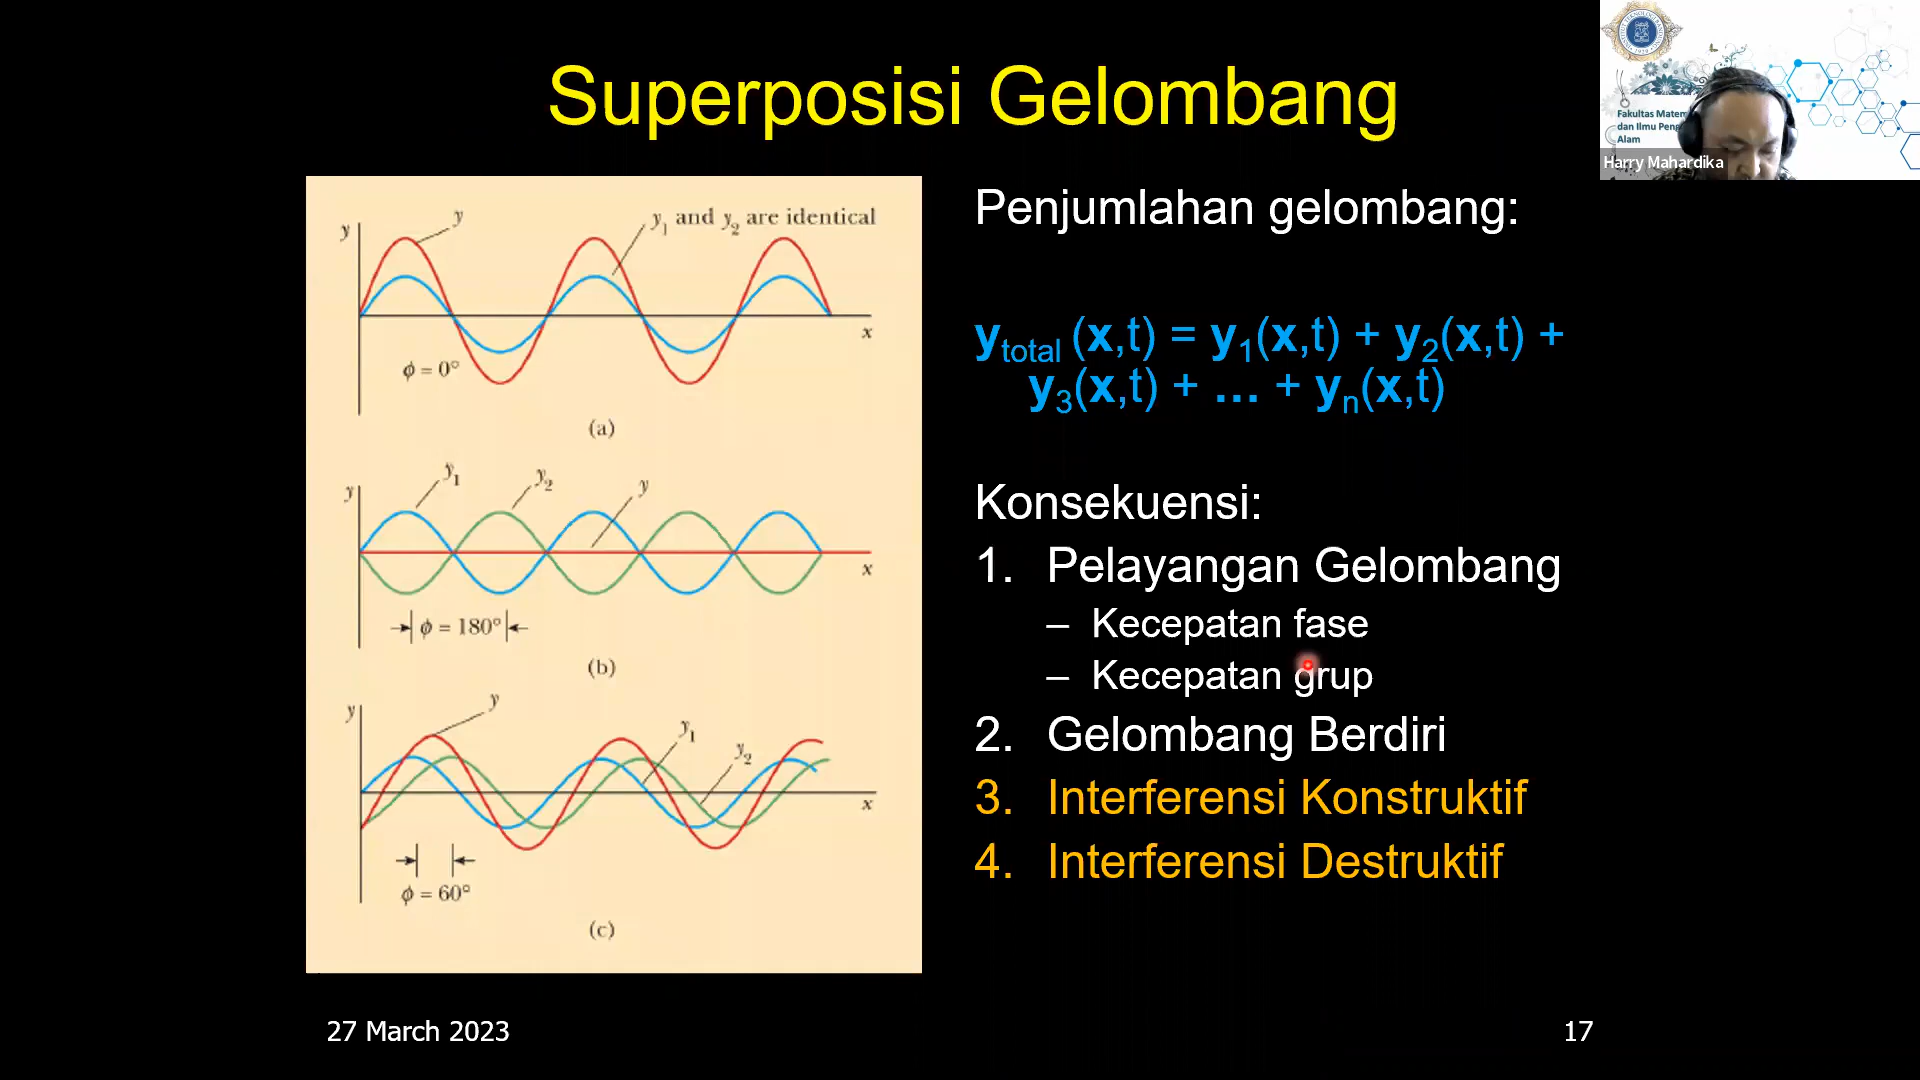 Superposisi Gelombang
Fakultas Matem
dan Ilmu Peng
Alam
Harry Mahardika
y
y
y₁ and y₂ are identical
x
ϕ = 0°
(a)
y
y₁
y₂
y
x
ϕ = 180°
(b)
y
y
y₁
y₂
x
ϕ = 60°
(c)
Penjumlahan gelombang:
y_total (x,t) = y₁(x,t) + y₂(x,t) +
y₃(x,t) + … + yₙ(x,t)
Konsekuensi:
1. Pelayangan Gelombang
– Kecepatan fase
– Kecepatan grup
2. Gelombang Berdiri
3. Interferensi Konstruktif
4. Interferensi Destruktif
27 March 2023
17